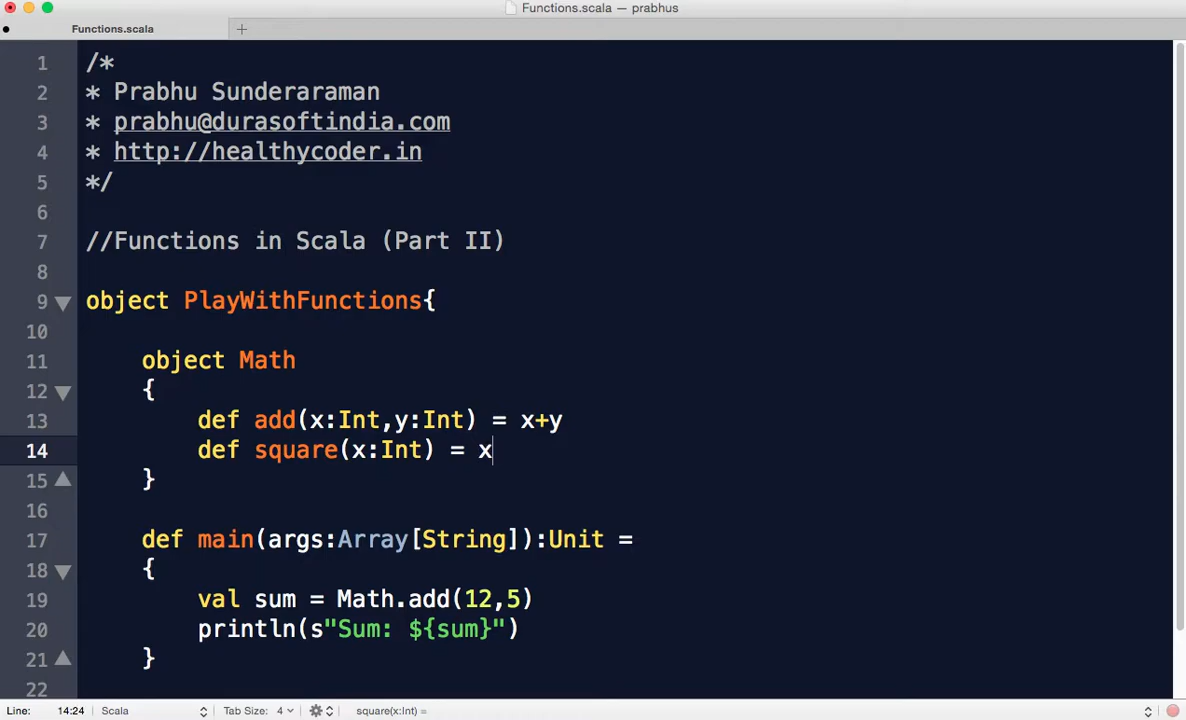 Functions.scala — prabhus
Functions.scala
1 /*
2 * Prabhu Sunderaraman
3 * prabhu@durasoftindia.com
4 * http://healthycoder.in
5 */
6
7 //Functions in Scala (Part II)
8
9 object PlayWithFunctions{
10
11 object Math
12 {
13 def add(x:Int,y:Int) = x+y
14 def square(x:Int) = x
15 }
16
17 def main(args:Array[String]):Unit =
18 {
19 val sum = Math.add(12,5)
20 println(s"Sum: ${sum}")
21 }
22
Line: 14:24 Scala Tab Size: 4 square(x:Int) =